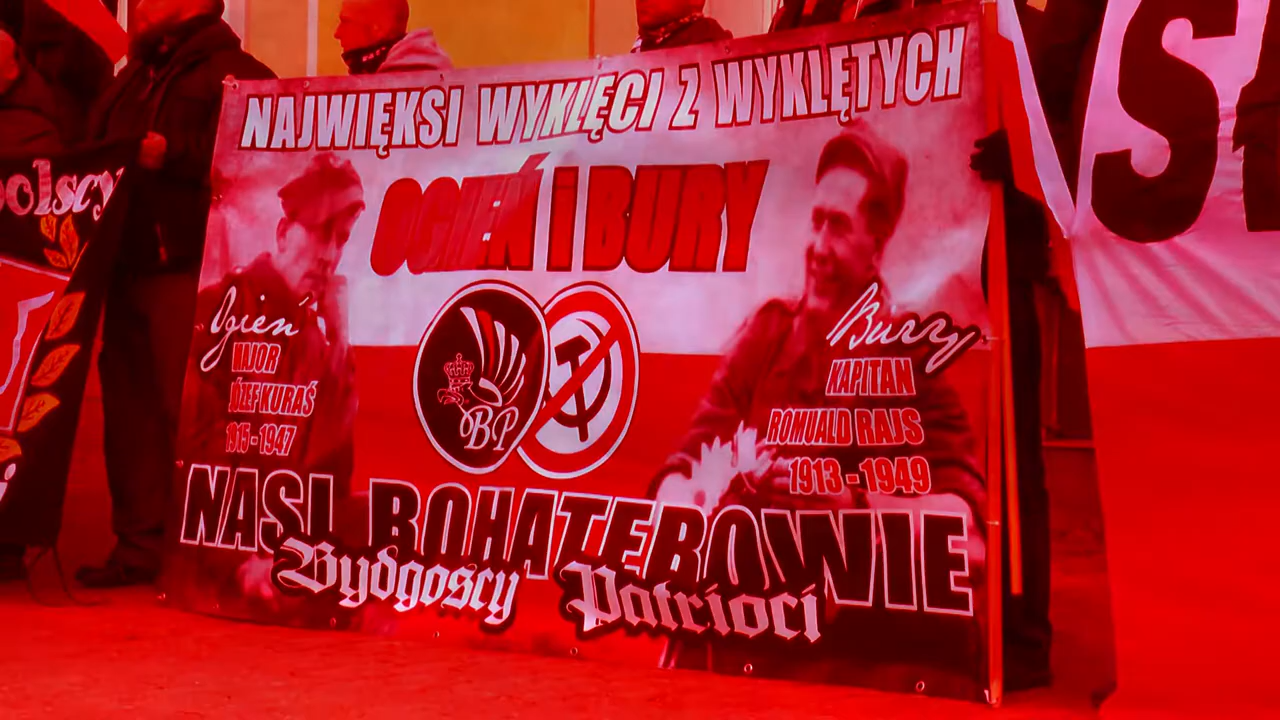 NAJWIĘKSI WYKLĘCI Z WYKLĘTYCH
OGIEŃ I BURY
Ogień
MAJOR
JÓZEF KURAŚ
1915-1947
BP
Bury
KAPITAN
ROMUALD RAJS
1913-1949
NASI BOHATEROWIE
Bydgoscy Patrioci
polscy
S